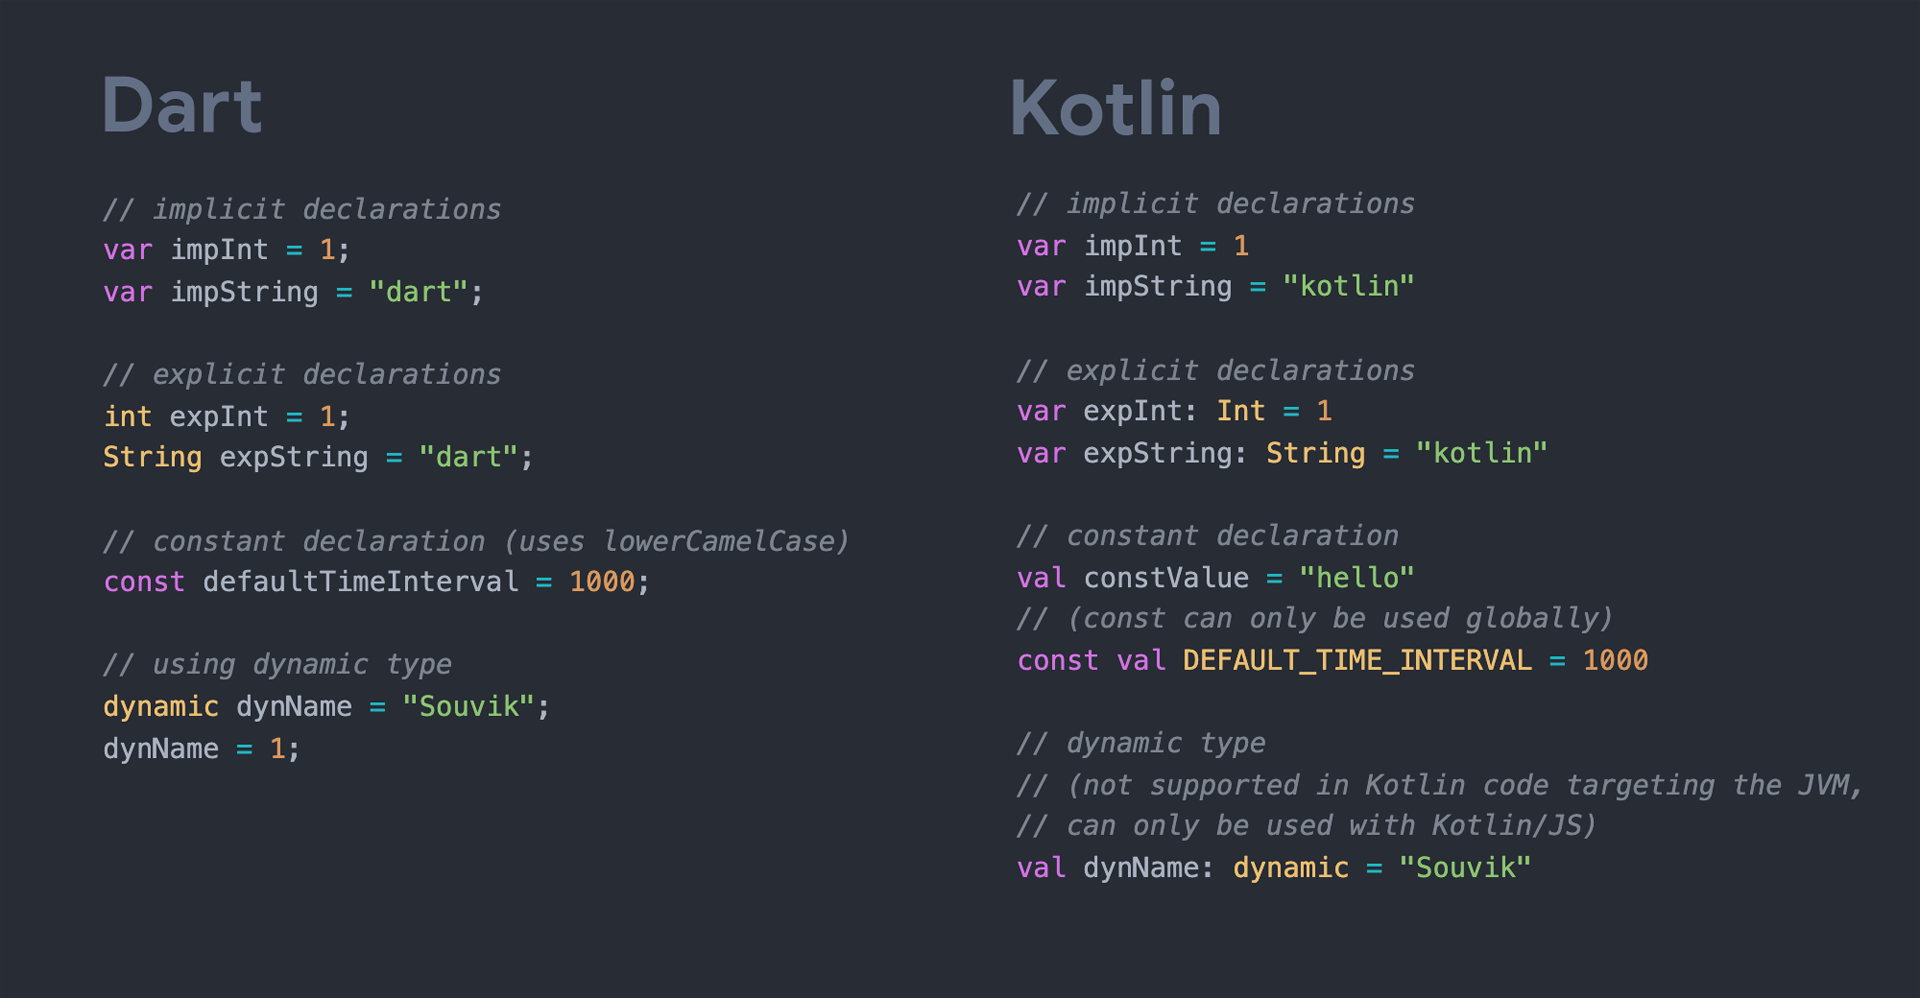 Dart
// implicit declarations
var impInt = 1;
var impString = "dart";
// explicit declarations
int expInt = 1;
String expString = "dart";
// constant declaration (uses lowerCamelCase)
const defaultTimeInterval = 1000;
// using dynamic type
dynamic dynName = "Souvik";
dynName = 1;
Kotlin
// implicit declarations
var impInt = 1
var impString = "kotlin"
// explicit declarations
var expInt: Int = 1
var expString: String = "kotlin"
// constant declaration
val constValue = "hello"
// (const can only be used globally)
const val DEFAULT_TIME_INTERVAL = 1000
// dynamic type
// (not supported in Kotlin code targeting the JVM,
// can only be used with Kotlin/JS)
val dynName: dynamic = "Souvik"